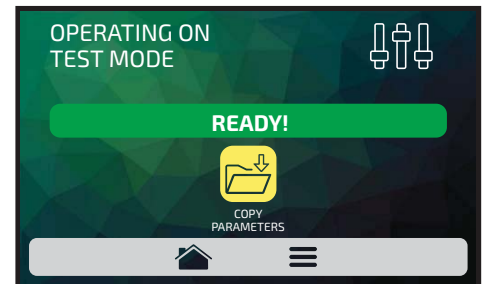 OPERATING ON
TEST MODE
READY!
COPY
PARAMETERS